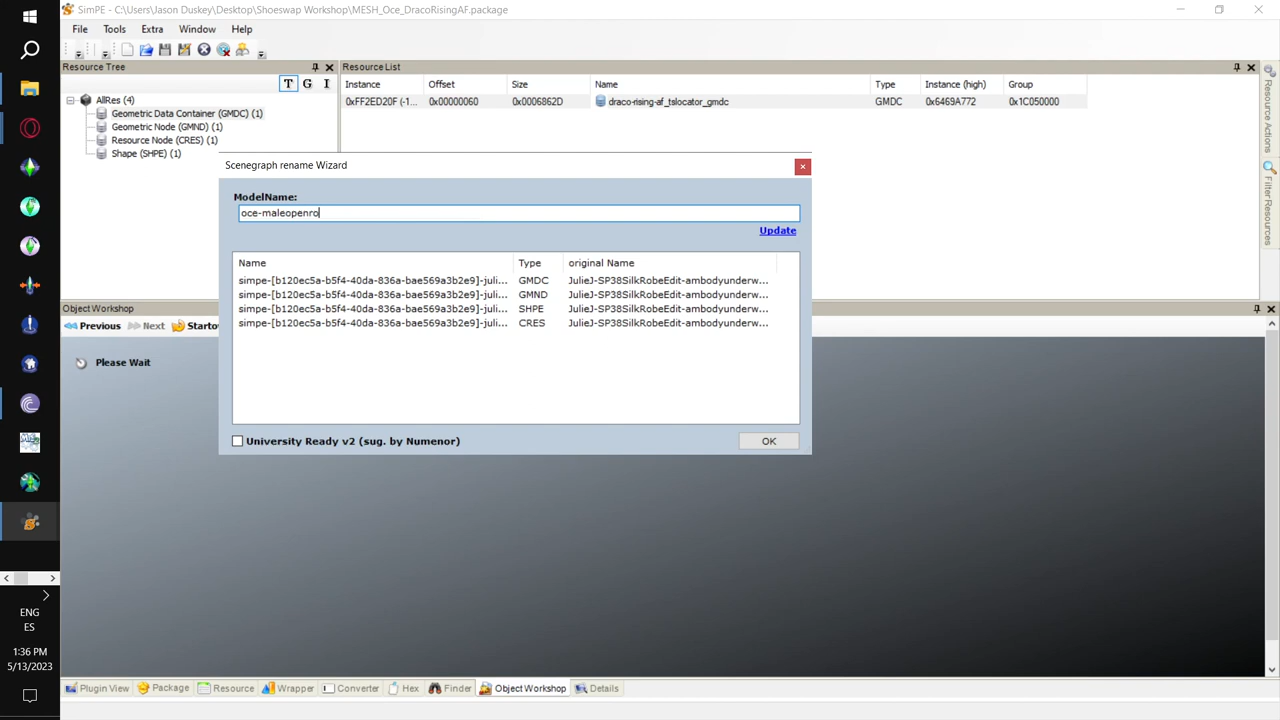 SimPE - C:\Users\Jason Duskey\Desktop\Shoeswap Workshop\MESH_Oce_DracoRisingAF.package
File Tools Extra Window Help
Resource Tree
T G I
AllRes (4)
Geometric Data Container (GMDC) (1)
Geometric Node (GMND) (1)
Resource Node (CRES) (1)
Shape (SHPE) (1)
Resource List
Instance Offset Size Name Type Instance (high) Group
0xFF2ED20F (-1... 0x00000060 0x0006862D draco-rising-af_tslocator_gmdc GMDC 0x6469A772 0x1C050000
Resource Actions
Filter Resources
Scenegraph rename Wizard
ModelName:
oce-maleopenro
Update
Name Type original Name
simpe-[b120ec5a-b5f4-40da-836a-bae569a3b2e9]-juli... GMDC JulieJ-SP38SilkRobeEdit-ambodyunderw...
simpe-[b120ec5a-b5f4-40da-836a-bae569a3b2e9]-juli... GMND JulieJ-SP38SilkRobeEdit-ambodyunderw...
simpe-[b120ec5a-b5f4-40da-836a-bae569a3b2e9]-juli... SHPE JulieJ-SP38SilkRobeEdit-ambodyunderw...
simpe-[b120ec5a-b5f4-40da-836a-bae569a3b2e9]-juli... CRES JulieJ-SP38SilkRobeEdit-ambodyunderw...
University Ready v2 (sug. by Numenor)
OK
Object Workshop
Previous Next Starto
Please Wait
Plugin View Package Resource Wrapper Converter Hex Finder Object Workshop Details
ENG
ES
1:36 PM
5/13/2023